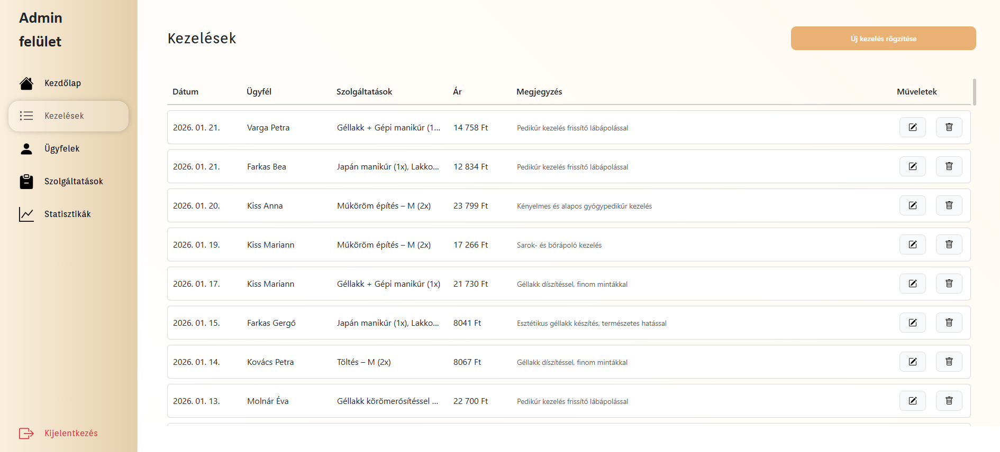 Admin
felület
Kezdőlap
Kezelések
Ügyfelek
Szolgáltatások
Statisztikák
Kijelentkezés
Kezelések
Új kezelés rögzítése
Dátum Ügyfél Szolgáltatások Ár Megjegyzés Műveletek
2026. 01. 21. Varga Petra Géllakk + Gépi manikűr (1... 14 758 Ft Pedikűr kezelés frissítő lábápolással
2026. 01. 21. Farkas Bea Japán manikűr (1x), Lakko... 12 834 Ft Pedikűr kezelés frissítő lábápolással
2026. 01. 20. Kiss Anna Műköröm építés – M (2x) 23 799 Ft Kényelmes és alapos gyógypedikűr kezelés
2026. 01. 19. Kiss Mariann Műköröm építés – M (2x) 17 266 Ft Sarok- és bőrápoló kezelés
2026. 01. 17. Kiss Mariann Géllakk + Gépi manikűr (1x) 21 730 Ft Géllakk díszítéssel, finom mintákkal
2026. 01. 15. Farkas Gergő Japán manikűr (1x), Lakko... 8041 Ft Esztétikus géllakk készítés, természetes hatással
2026. 01. 14. Kovács Petra Töltés – M (2x) 8067 Ft Géllakk díszítéssel, finom mintákkal
2026. 01. 13. Molnár Éva Géllakk körömerősítéssel ... 22 700 Ft Pedikűr kezelés frissítő lábápolással